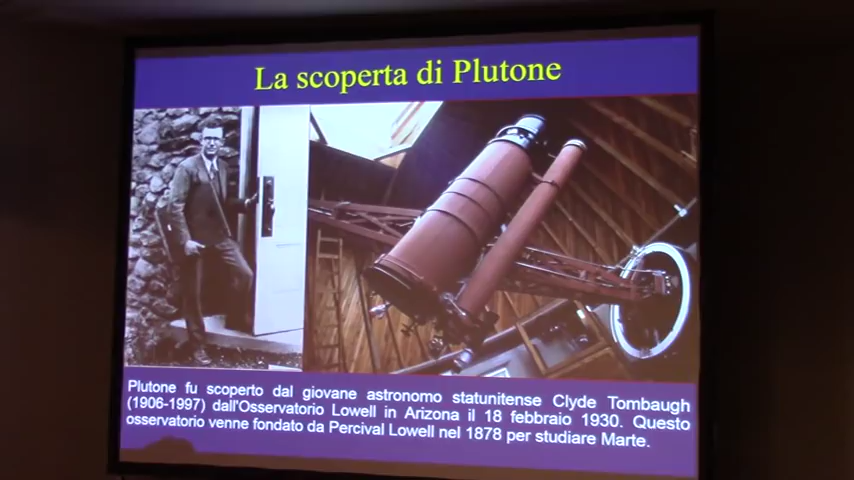 La scoperta di Plutone
Plutone fu scoperto dal giovane astronomo statunitense Clyde Tombaugh
(1906-1997) dall'Osservatorio Lowell in Arizona il 18 febbraio 1930. Questo
osservatorio venne fondato da Percival Lowell nel 1878 per studiare Marte.